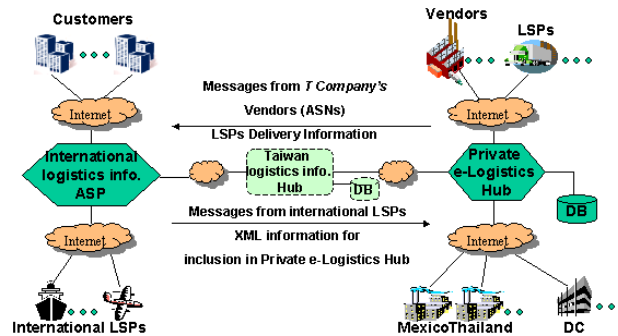 Customers
Vendors
LSPs
Internet
Messages from T Company's
Vendors (ASNs)
LSPs Delivery Information
Internet
International
logistics info.
ASP
Taiwan
logistics info.
Hub
DB
Private
e-Logistics
Hub
DB
Messages from international LSPs
XML information for
inclusion in Private e-Logistics Hub
Internet
Internet
International LSPs
MexicoThailand
DC